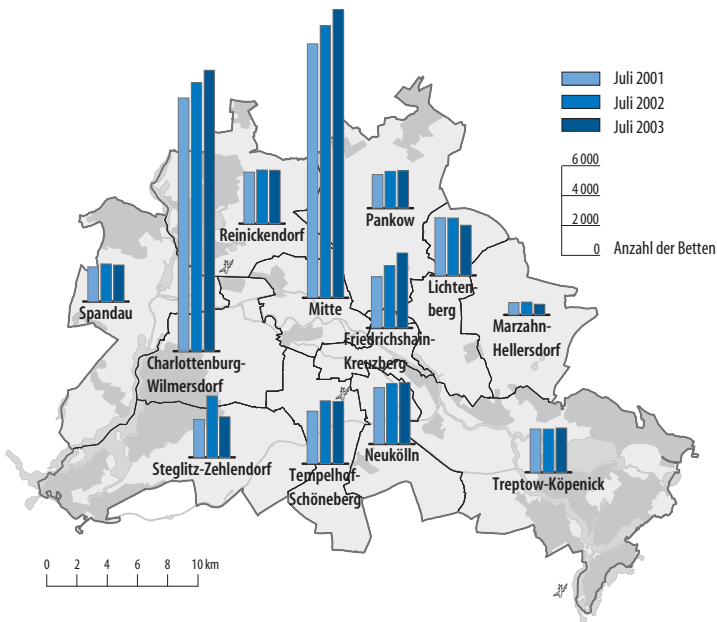 Juli 2001
Juli 2002
Juli 2003
6 000
4 000
2 000
0 Anzahl der Betten
Reinickendorf
Pankow
Spandau
Mitte
Lichten-
berg
Marzahn-
Hellersdorf
Friedrichshain-
Kreuzberg
Charlottenburg-
Wilmersdorf
Steglitz-Zehlendorf
Tempelhof-
Schöneberg
Neukölln
Treptow-Köpenick
0 2 4 6 8 10 km